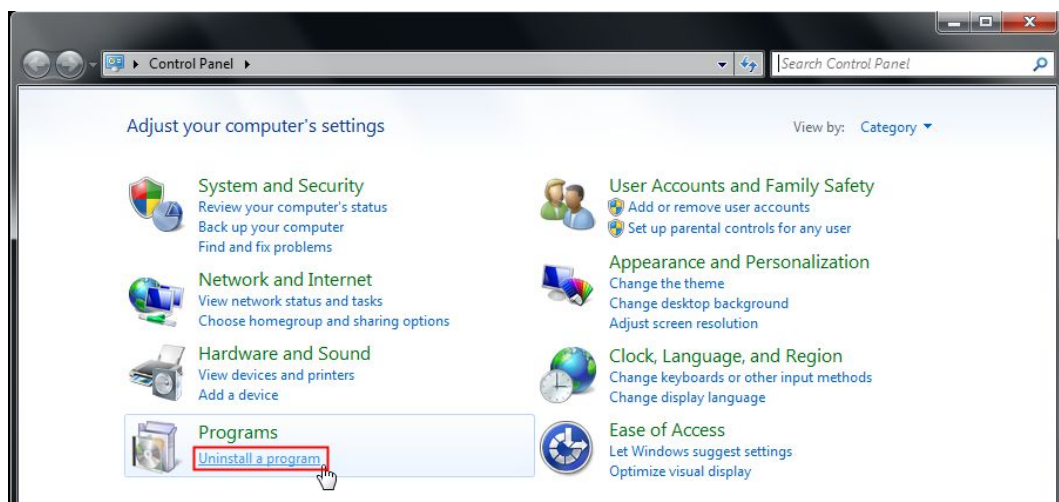 Control Panel
Search Control Panel
Adjust your computer's settings
View by: Category
System and Security
Review your computer's status
Back up your computer
Find and fix problems
Network and Internet
View network status and tasks
Choose homegroup and sharing options
Hardware and Sound
View devices and printers
Add a device
Programs
Uninstall a program
User Accounts and Family Safety
Add or remove user accounts
Set up parental controls for any user
Appearance and Personalization
Change the theme
Change desktop background
Adjust screen resolution
Clock, Language, and Region
Change keyboards or other input methods
Change display language
Ease of Access
Let Windows suggest settings
Optimize visual display